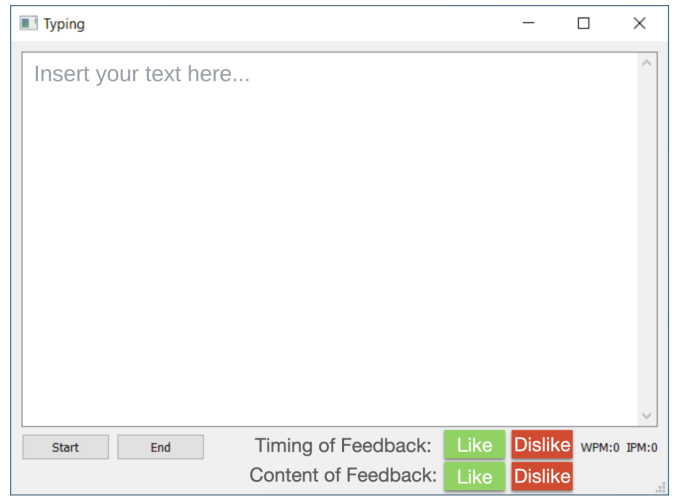 Typing
Insert your text here...
Start End Timing of Feedback: Like Dislike WPM:0 IPM:0
Content of Feedback: Like Dislike